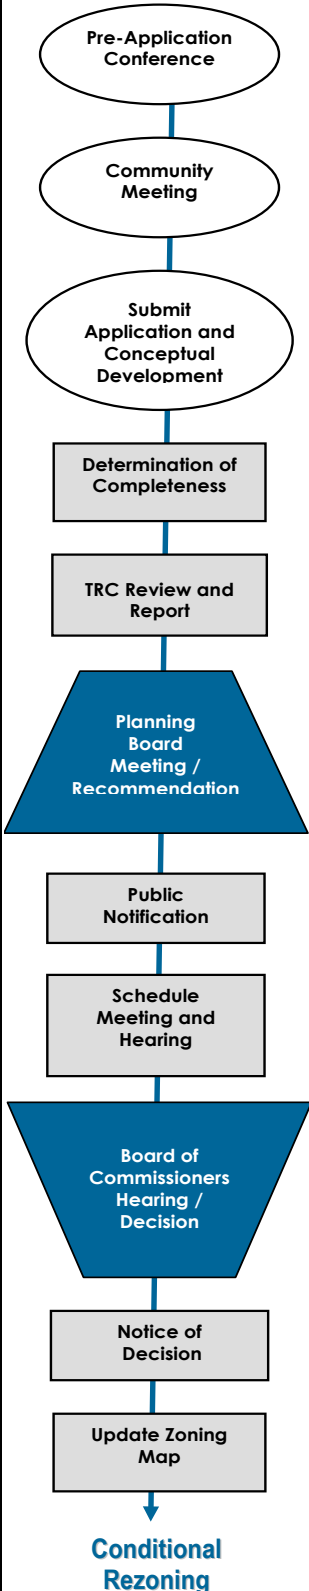 Pre-Application
Conference
Community
Meeting
Submit
Application and
Conceptual
Development
Determination of
Completeness
TRC Review and
Report
Planning
Board
Meeting /
Recommendation
Public
Notification
Schedule
Meeting and
Hearing
Board of
Commissioners
Hearing /
Decision
Notice of
Decision
Update Zoning
Map
Conditional
Rezoning